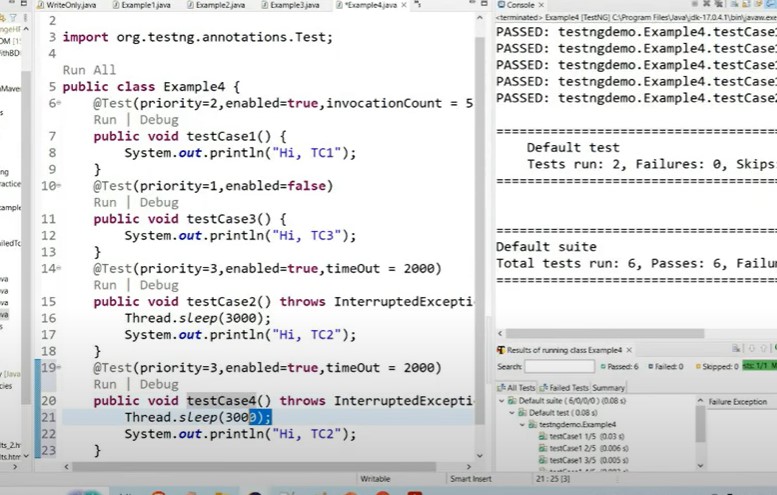 WriteOnly.java Example1.java Example2.java Example3.java *Example4.java
2
3 import org.testng.annotations.Test;
4
Run All
5 public class Example4 {
6 @Test(priority=2,enabled=true,invocationCount = 5
Run | Debug
7 public void testCase1() {
8 System.out.println("Hi, TC1");
9 }
10 @Test(priority=1,enabled=false)
Run | Debug
11 public void testCase3() {
12 System.out.println("Hi, TC3");
13 }
14 @Test(priority=3,enabled=true,timeOut = 2000)
Run | Debug
15 public void testCase2() throws InterruptedExcepti
16 Thread.sleep(3000);
17 System.out.println("Hi, TC2");
18 }
19 @Test(priority=3,enabled=true,timeOut = 2000)
Run | Debug
20 public void testCase4() throws InterruptedExcepti
21 Thread.sleep(3000);
22 System.out.println("Hi, TC2");
23 }
Writable Smart Insert 21 : 25 [3]
Console
<terminated> Example4 [TestNG] C:\Program Files\Java\jdk-17.0.4.1\bin\javaw.exe
PASSED: testngdemo.Example4.testCase
PASSED: testngdemo.Example4.testCase
PASSED: testngdemo.Example4.testCase
PASSED: testngdemo.Example4.testCase
PASSED: testngdemo.Example4.testCase2
===============================================
Default test
Tests run: 2, Failures: 0, Skips:
===============================================
===============================================
Default suite
Total tests run: 6, Passes: 6, Failu
===============================================
Results of running class Example4
Search: Passed: 6 Failed: 0 Skipped: 0 sts: 1/1
All Tests Failed Tests Summary
Default suite ( 6/0/0/0 ) (0.08 s) Failure Exception
Default test ( 0.08 s)
testngdemo.Example4
testCase1 1/5 (0.03 s)
testCase1 2/5 (0.006 s)
testCase1 3/5 (0.005 s)